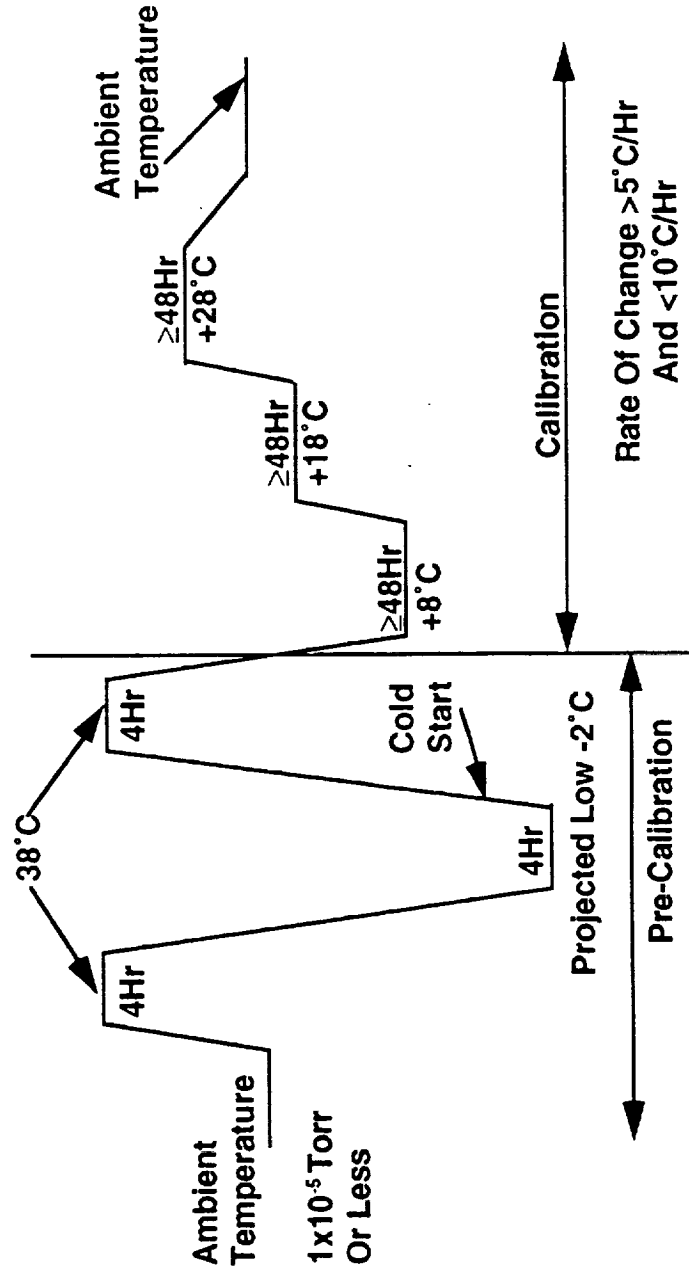 38°C
4Hr
4Hr
4Hr
Ambient
Temperature
1x10⁻⁵ Torr
Or Less
Cold
Start
Projected Low -2°C
Pre-Calibration
≥48Hr
+8°C
≥48Hr
+18°C
≥48Hr
+28°C
Ambient
Temperature
Calibration
Rate Of Change >5°C/Hr
And <10°C/Hr